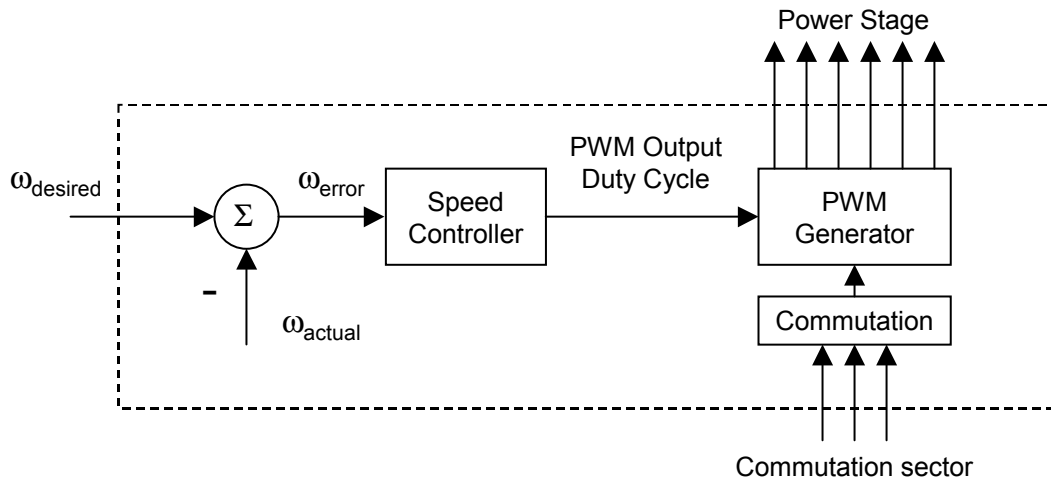 Power Stage
PWM Output
Duty Cycle
ωdesired
ωerror
Σ
Speed
Controller
PWM
Generator
-
ωactual
Commutation
Commutation sector